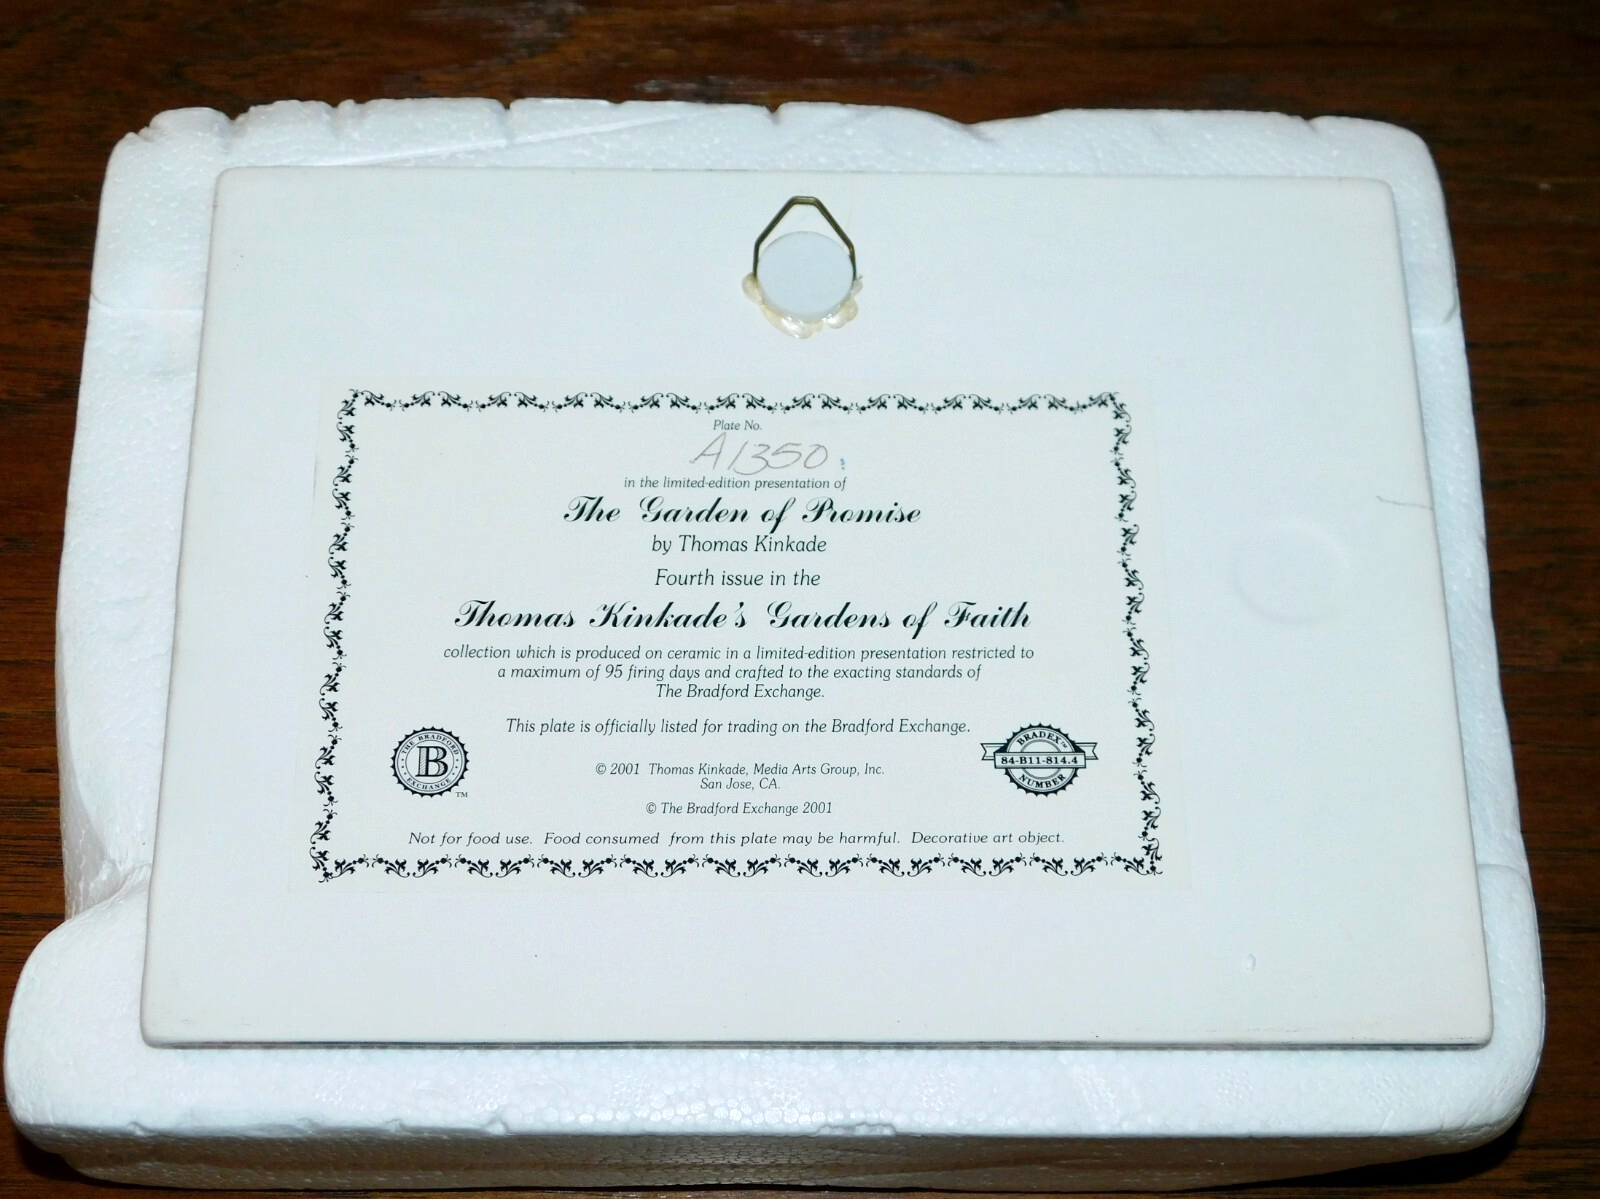 Plate No.
A1350
in the limited-edition presentation of
The Garden of Promise
by Thomas Kinkade
Fourth issue in the
Thomas Kinkade's Gardens of Faith
collection which is produced on ceramic in a limited-edition presentation restricted to
a maximum of 95 firing days and crafted to the exacting standards of
The Bradford Exchange.
This plate is officially listed for trading on the Bradford Exchange.
THE BRADFORD
B
EXCHANGE
TM
© 2001 Thomas Kinkade, Media Arts Group, Inc.
San Jose, CA.
© The Bradford Exchange 2001
BRADEX™
84-B11-814.4
NUMBER
Not for food use. Food consumed from this plate may be harmful. Decorative art object.